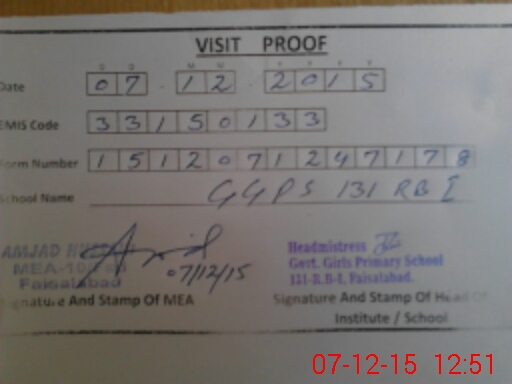 VISIT PROOF
D D M M Y Y Y Y
Date 07 12 2015
EMIS Code 33150133
Form Number 1512071247178
School Name GGPS 131 RB I
AMJAD
MEA-10
Faisalabad
07/12/15
Signature And Stamp Of MEA
Headmistress
Govt. Girls Primary School
131-R.B-I, Faisalabad.
Signature And Stamp Of Head Of
Institute / School
07-12-15 12:51